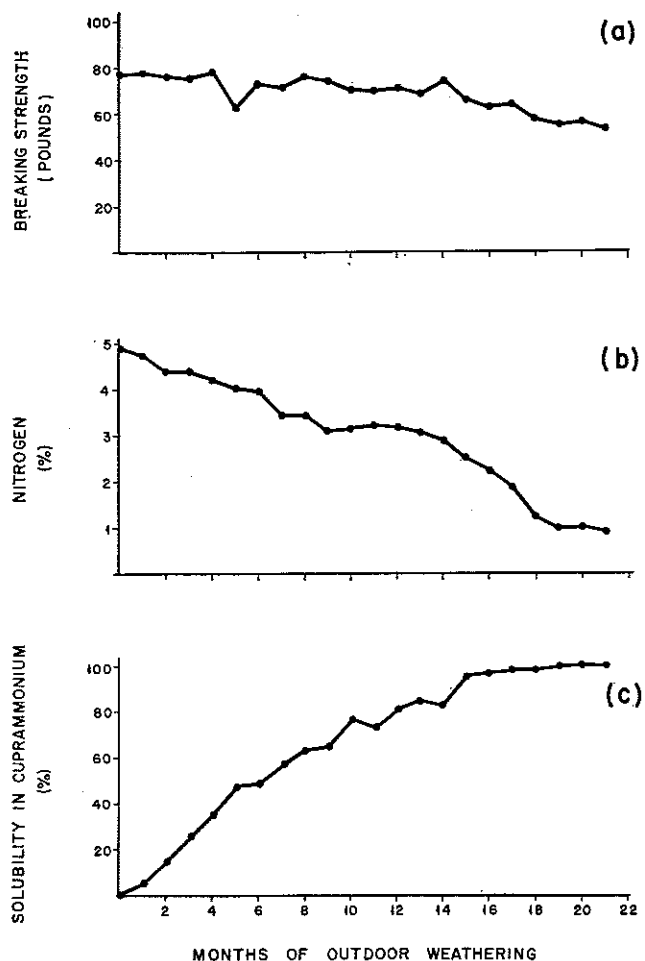 (a)
BREAKING STRENGTH
(POUNDS)
100
80
60
40
20
(b)
NITROGEN
(%)
5
4
3
2
1
(c)
SOLUBILITY IN CUPRAMMONIUM
(%)
100
80
60
40
20
2 4 6 8 10 12 14 16 18 20 22
MONTHS OF OUTDOOR WEATHERING